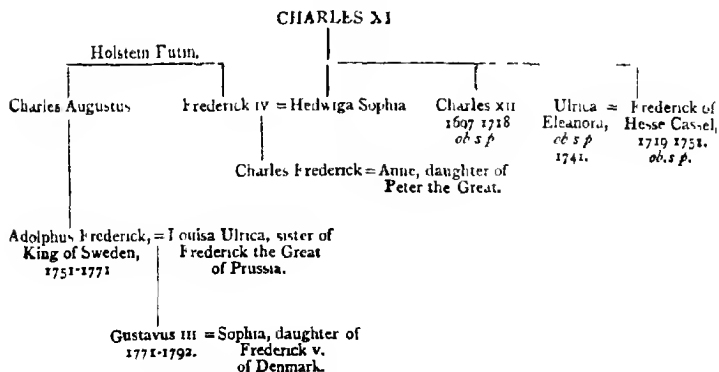 CHARLES XI
Holstein Eutin.
Charles Augustus
Frederick IV = Hedwiga Sophia
Charles XII
1697 1718
ob s p
Ulrica =
Eleanora,
ob s p
1741.
Frederick of
Hesse Cassel,
1719 1751.
ob.s p.
Charles Frederick = Anne, daughter of
Peter the Great.
Adolphus Frederick, = Louisa Ulrica, sister of
King of Sweden,
1751-1771
Frederick the Great
of Prussia.
Gustavus III = Sophia, daughter of
1771-1792.
Frederick v.
of Denmark.